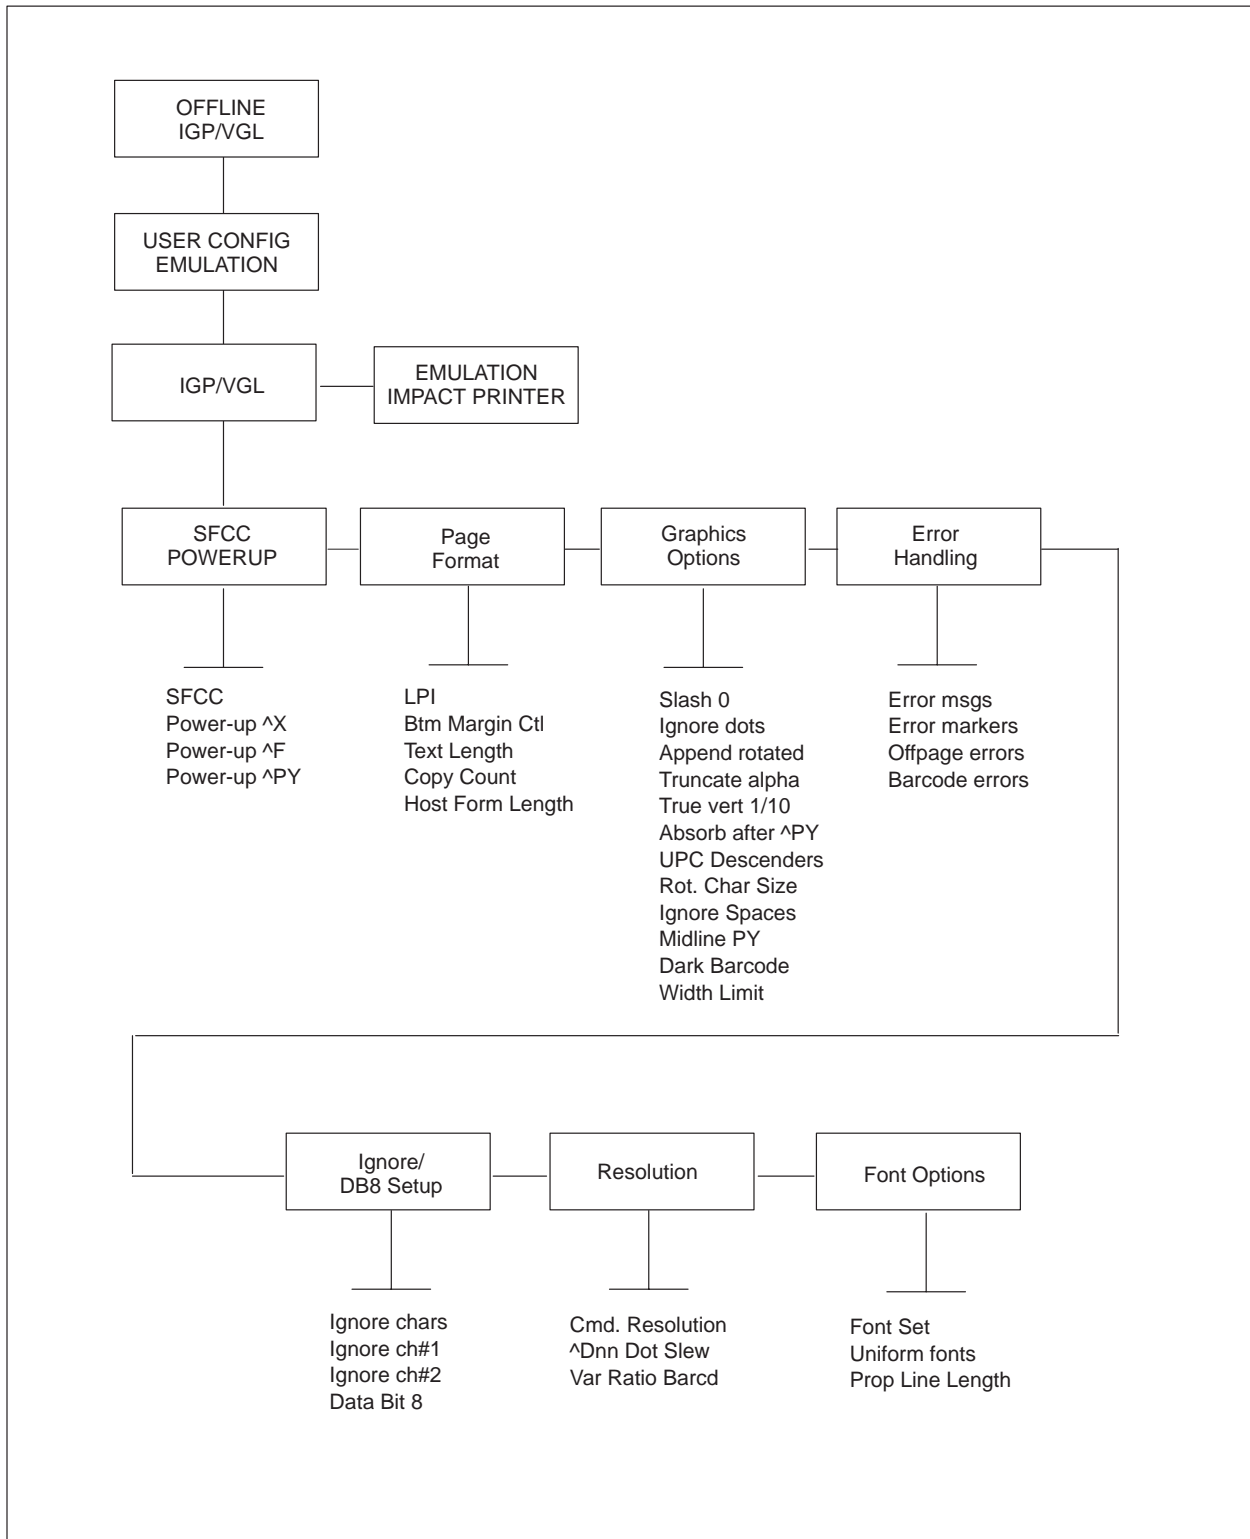 OFFLINE
IGP/VGL
USER CONFIG
EMULATION
IGP/VGL
EMULATION
IMPACT PRINTER
SFCC
POWERUP
Page
Format
Graphics
Options
Error
Handling
SFCC
Power-up ^X
Power-up ^F
Power-up ^PY
LPI
Btm Margin Ctl
Text Length
Copy Count
Host Form Length
Slash 0
Ignore dots
Append rotated
Truncate alpha
True vert 1/10
Absorb after ^PY
UPC Descenders
Rot. Char Size
Ignore Spaces
Midline PY
Dark Barcode
Width Limit
Error msgs
Error markers
Offpage errors
Barcode errors
Ignore/
DB8 Setup
Resolution
Font Options
Ignore chars
Ignore ch#1
Ignore ch#2
Data Bit 8
Cmd. Resolution
^Dnn Dot Slew
Var Ratio Barcd
Font Set
Uniform fonts
Prop Line Length